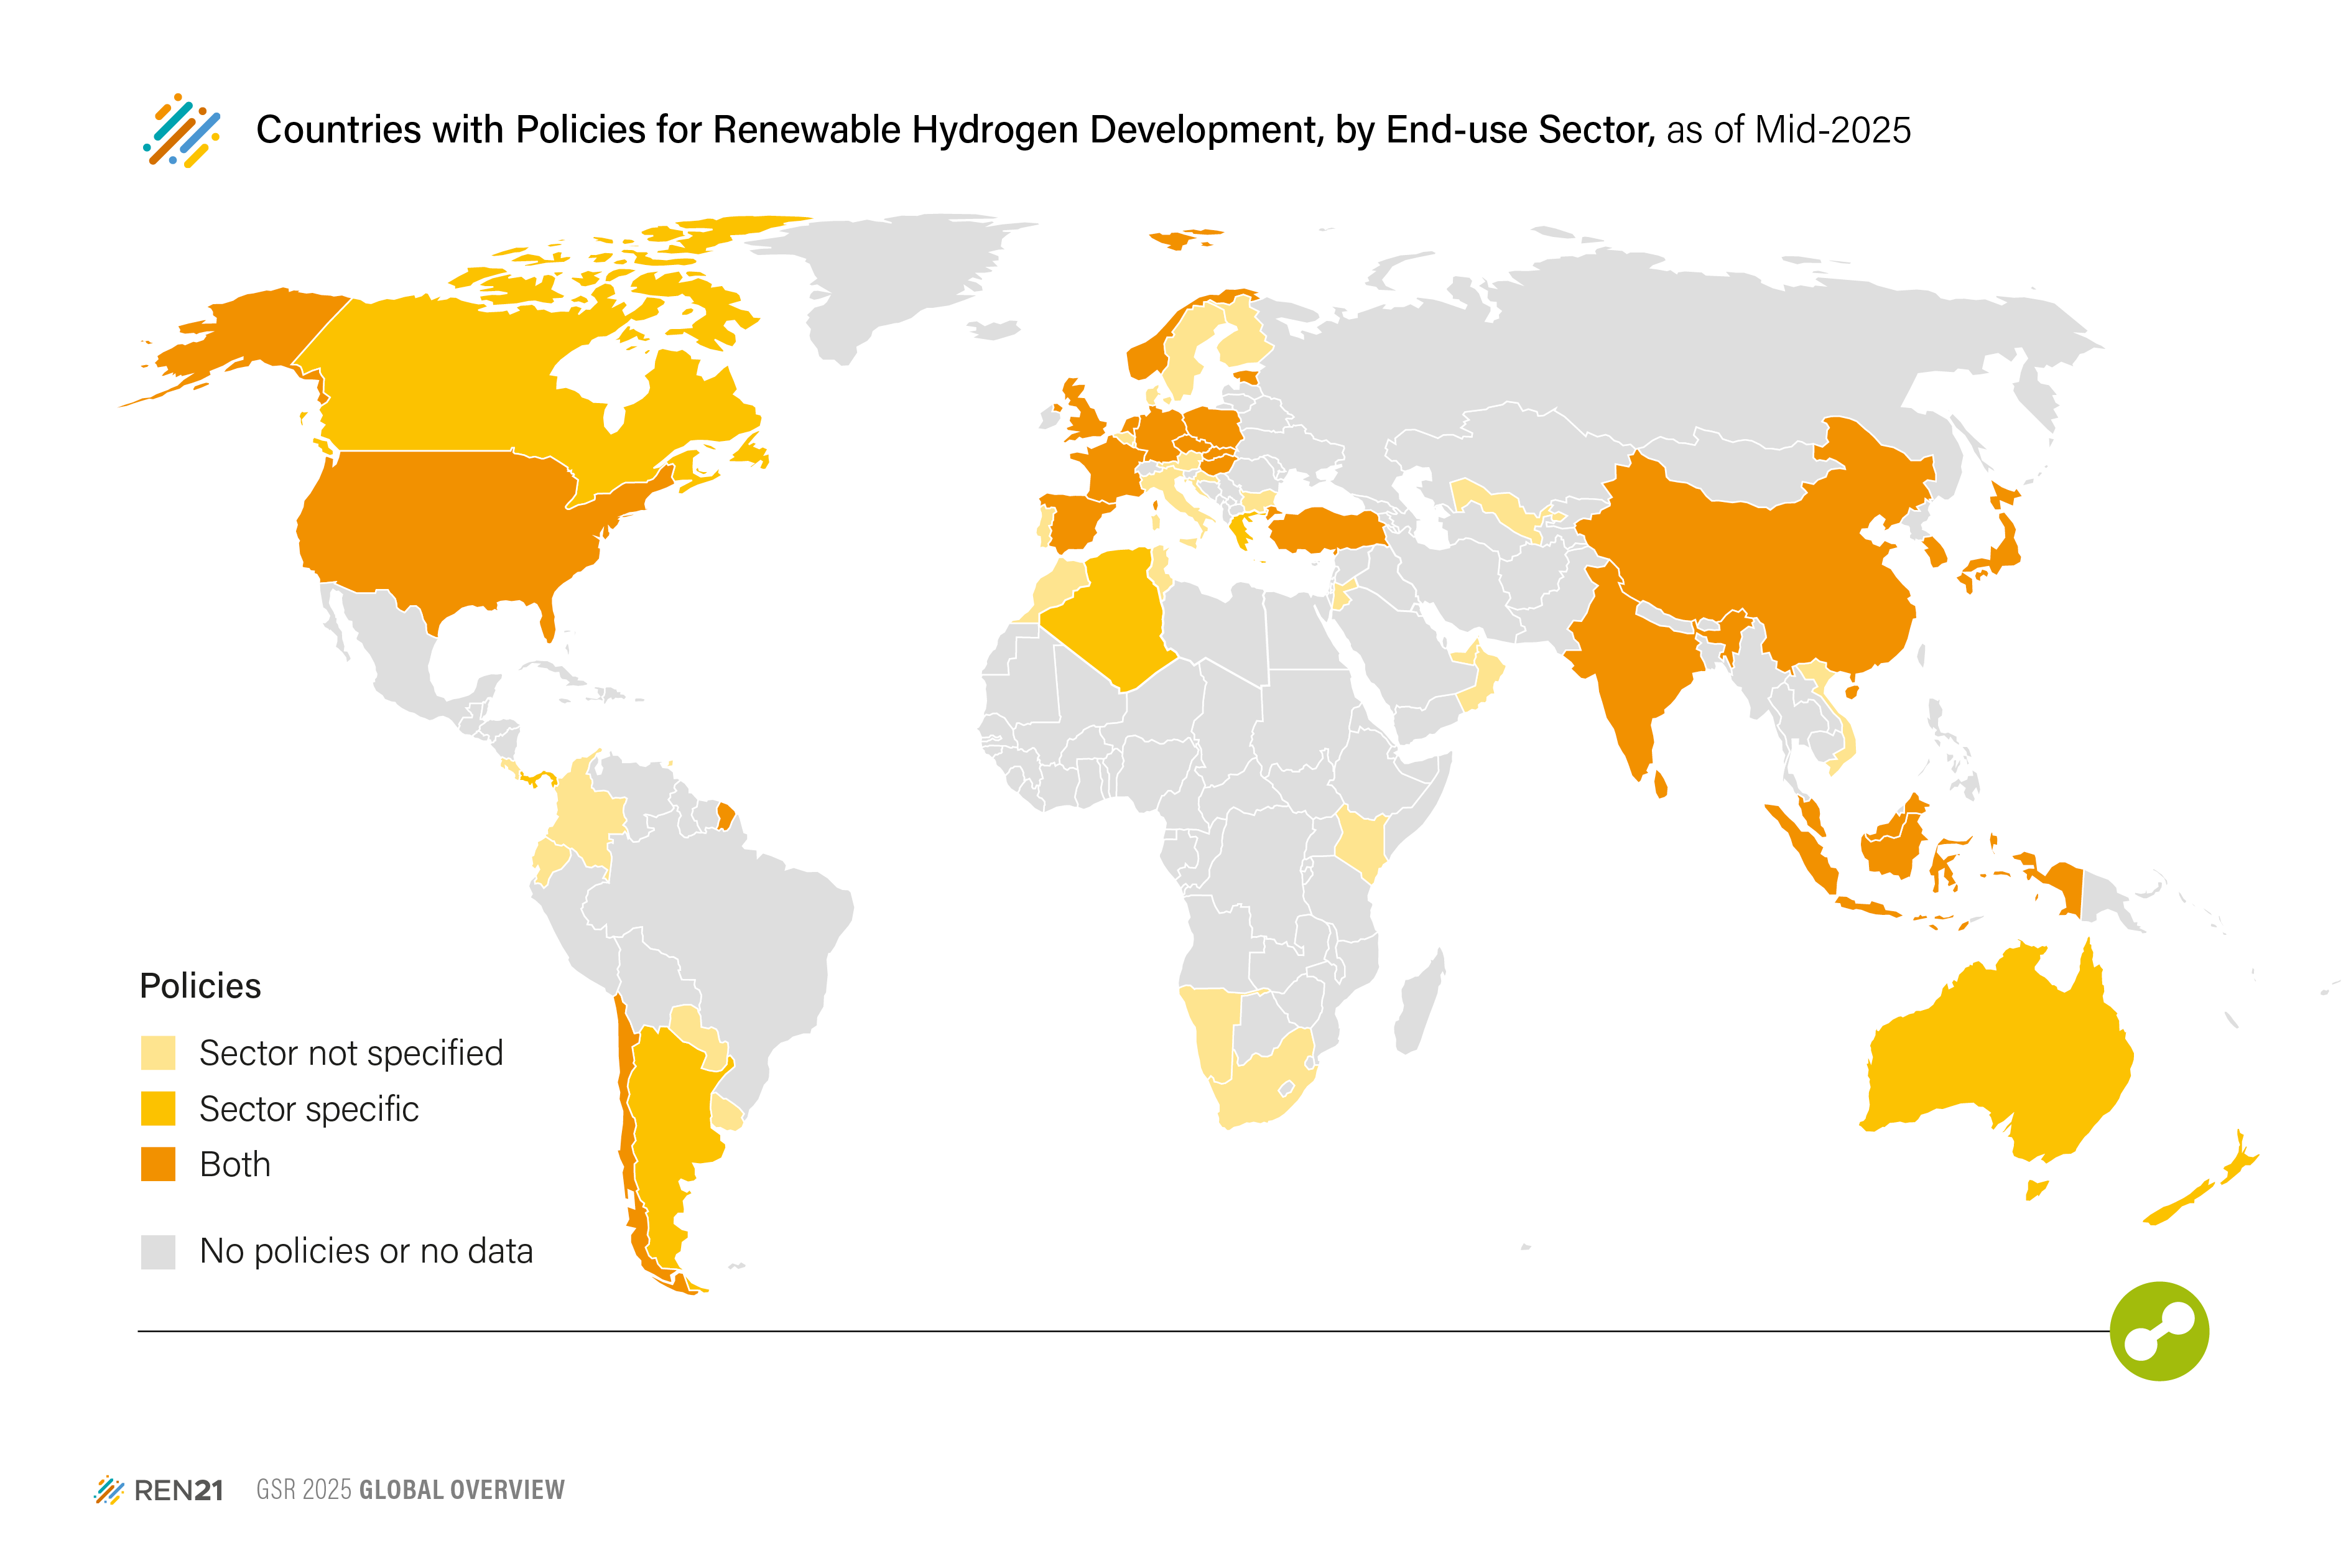 Countries with Policies for Renewable Hydrogen Development, by End-use Sector, as of Mid-2025
Policies
Sector not specified
Sector specific
Both
No policies or no data
REN21 GSR 2025 GLOBAL OVERVIEW